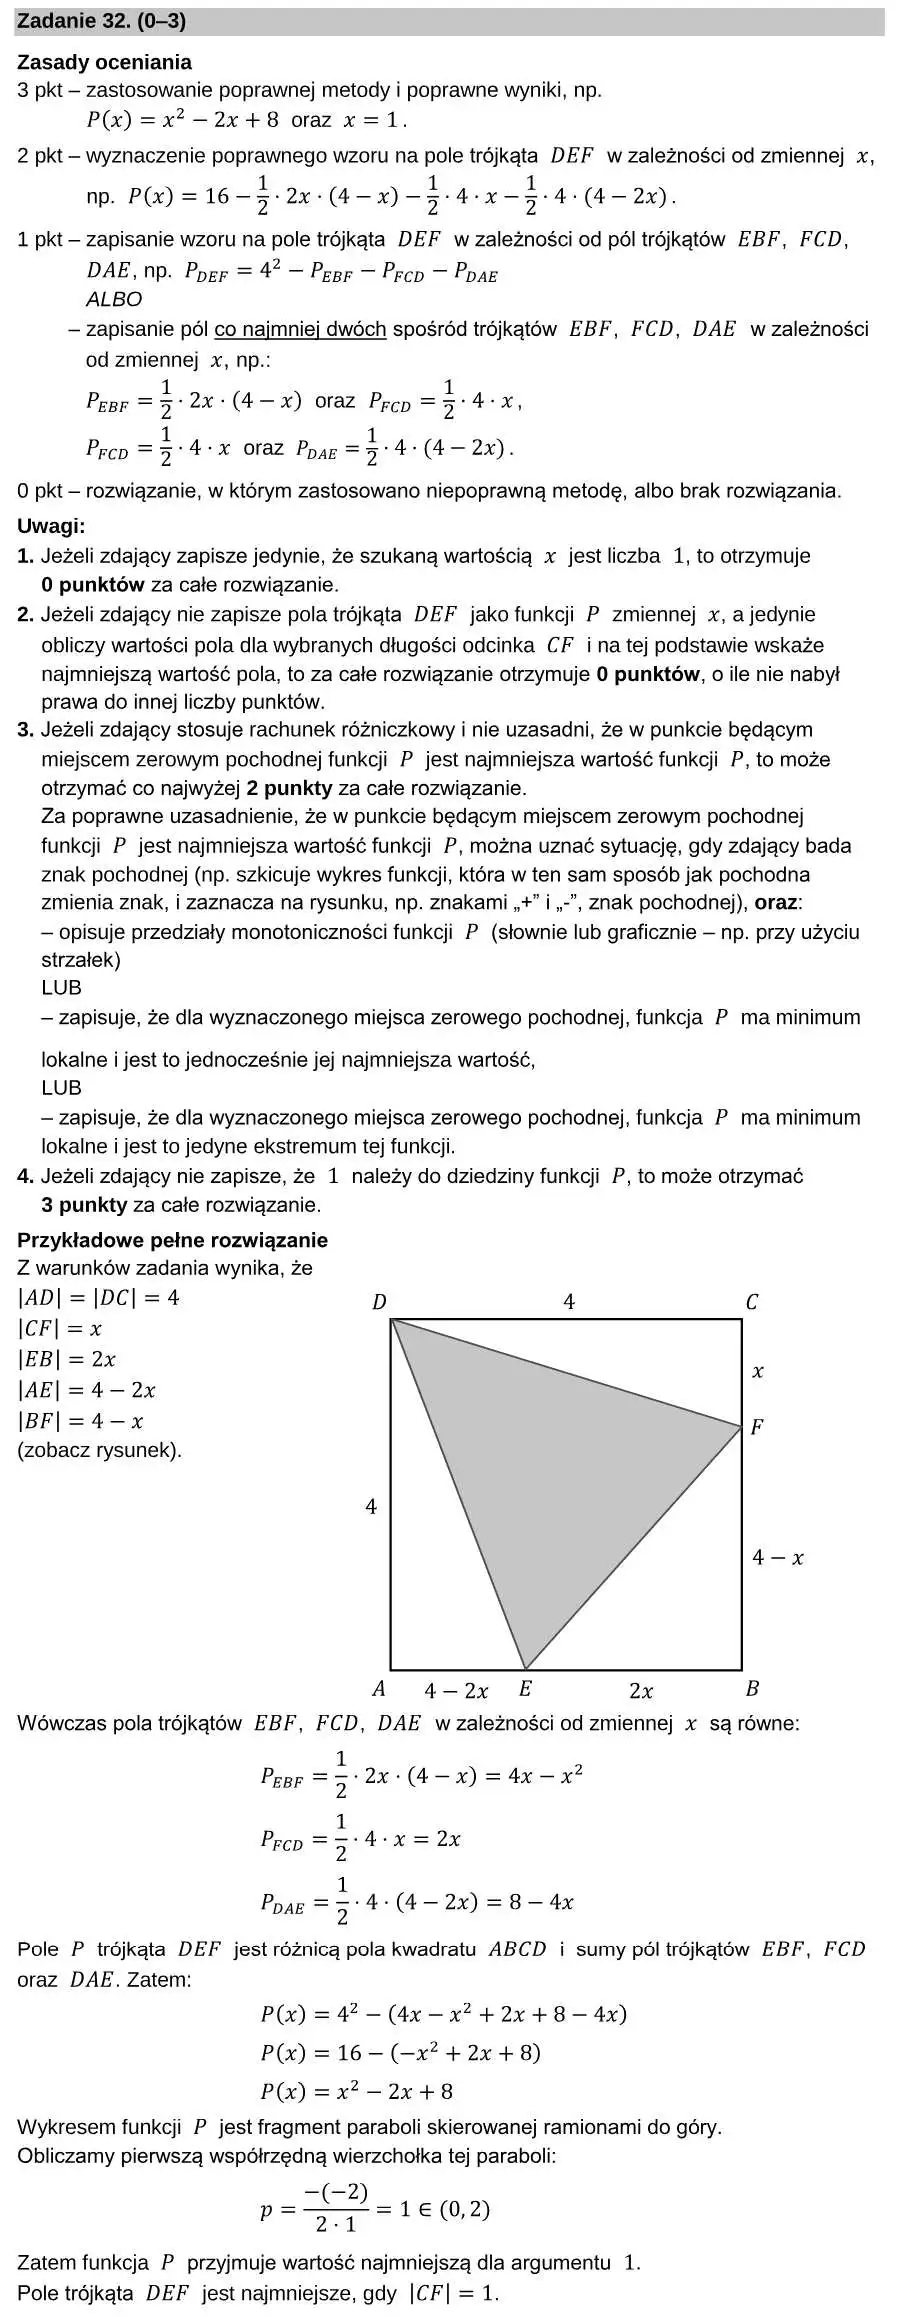 Zadanie 32. (0–3)
Zasady oceniania
3 pkt – zastosowanie poprawnej metody i poprawne wyniki, np.
P(x) = x² − 2x + 8 oraz x = 1.
2 pkt – wyznaczenie poprawnego wzoru na pole trójkąta DEF w zależności od zmiennej x,
np. P(x) = 16 − 1/2 · 2x · (4 − x) − 1/2 · 4 · x − 1/2 · 4 · (4 − 2x).
1 pkt – zapisanie wzoru na pole trójkąta DEF w zależności od pól trójkątów EBF, FCD,
DAE, np. P_DEF = 4² − P_EBF − P_FCD − P_DAE
ALBO
– zapisanie pól co najmniej dwóch spośród trójkątów EBF, FCD, DAE w zależności
od zmiennej x, np.:
P_EBF = 1/2 · 2x · (4 − x) oraz P_FCD = 1/2 · 4 · x,
P_FCD = 1/2 · 4 · x oraz P_DAE = 1/2 · 4 · (4 − 2x).
0 pkt – rozwiązanie, w którym zastosowano niepoprawną metodę, albo brak rozwiązania.
Uwagi:
1. Jeżeli zdający zapisze jedynie, że szukaną wartością x jest liczba 1, to otrzymuje
0 punktów za całe rozwiązanie.
2. Jeżeli zdający nie zapisze pola trójkąta DEF jako funkcji P zmiennej x, a jedynie
obliczy wartości pola dla wybranych długości odcinka CF i na tej podstawie wskaże
najmniejszą wartość pola, to za całe rozwiązanie otrzymuje 0 punktów, o ile nie nabył
prawa do innej liczby punktów.
3. Jeżeli zdający stosuje rachunek różniczkowy i nie uzasadni, że w punkcie będącym
miejscem zerowym pochodnej funkcji P jest najmniejsza wartość funkcji P, to może
otrzymać co najwyżej 2 punkty za całe rozwiązanie.
Za poprawne uzasadnienie, że w punkcie będącym miejscem zerowym pochodnej
funkcji P jest najmniejsza wartość funkcji P, można uznać sytuację, gdy zdający bada
znak pochodnej (np. szkicuje wykres funkcji, która w ten sam sposób jak pochodna
zmienia znak, i zaznacza na rysunku, np. znakami „+” i „-”, znak pochodnej), oraz:
– opisuje przedziały monotoniczności funkcji P (słownie lub graficznie – np. przy użyciu
strzałek)
LUB
– zapisuje, że dla wyznaczonego miejsca zerowego pochodnej, funkcja P ma minimum
lokalne i jest to jednocześnie jej najmniejsza wartość,
LUB
– zapisuje, że dla wyznaczonego miejsca zerowego pochodnej, funkcja P ma minimum
lokalne i jest to jedyne ekstremum tej funkcji.
4. Jeżeli zdający nie zapisze, że 1 należy do dziedziny funkcji P, to może otrzymać
3 punkty za całe rozwiązanie.
Przykładowe pełne rozwiązanie
Z warunków zadania wynika, że
|AD| = |DC| = 4
|CF| = x
|EB| = 2x
|AE| = 4 − 2x
|BF| = 4 − x
(zobacz rysunek).
D 4 C
x
F
4
4 − x
A 4 − 2x E 2x B
Wówczas pola trójkątów EBF, FCD, DAE w zależności od zmiennej x są równe:
P_EBF = 1/2 · 2x · (4 − x) = 4x − x²
P_FCD = 1/2 · 4 · x = 2x
P_DAE = 1/2 · 4 · (4 − 2x) = 8 − 4x
Pole P trójkąta DEF jest różnicą pola kwadratu ABCD i sumy pól trójkątów EBF, FCD
oraz DAE. Zatem:
P(x) = 4² − (4x − x² + 2x + 8 − 4x)
P(x) = 16 − (−x² + 2x + 8)
P(x) = x² − 2x + 8
Wykresem funkcji P jest fragment paraboli skierowanej ramionami do góry.
Obliczamy pierwszą współrzędną wierzchołka tej paraboli:
p = −(−2)/(2 · 1) = 1 ∈ (0, 2)
Zatem funkcja P przyjmuje wartość najmniejszą dla argumentu 1.
Pole trójkąta DEF jest najmniejsze, gdy |CF| = 1.